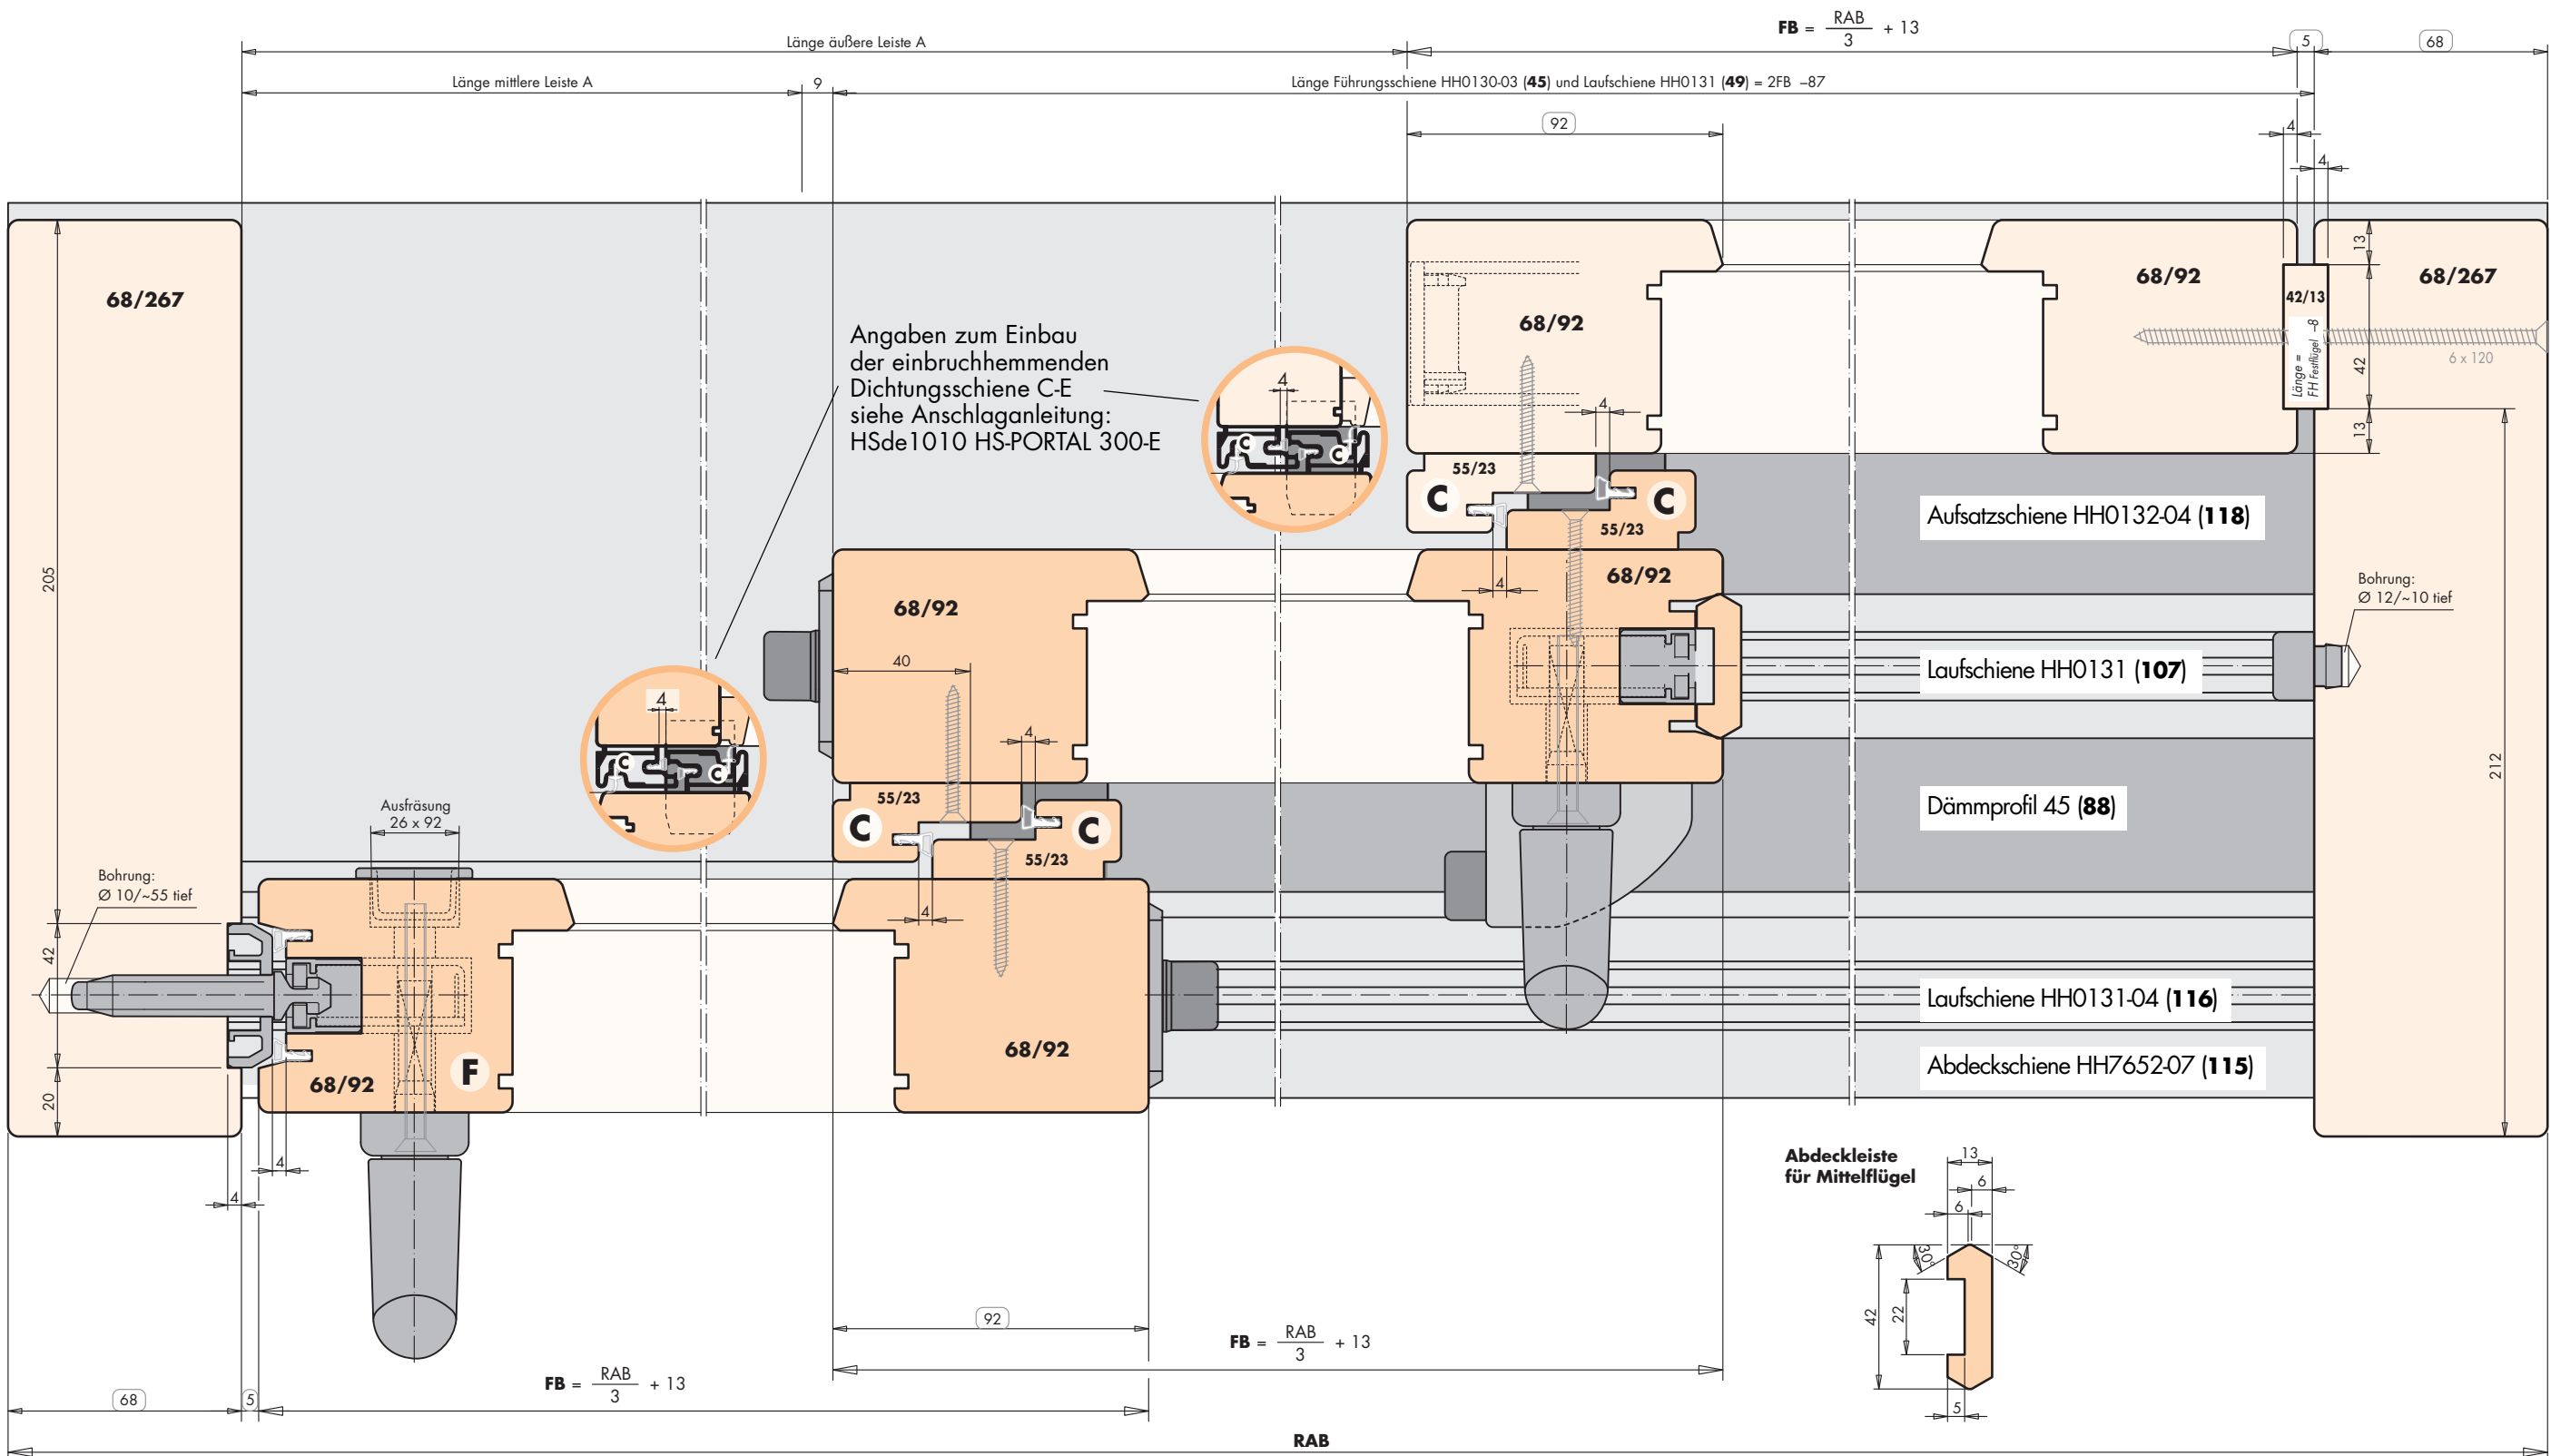 FB = RAB/3 + 13
Länge äußere Leiste A
5
68
Länge mittlere Leiste A
9
Länge Führungsschiene HH0130-03 (45) und Laufschiene HH0131 (49) = 2FB –87
92
4
4
68/267
68/92
68/92
42/13
68/267
13
42
13
Länge =
FH Festflügel –8
6 x 120
Angaben zum Einbau
der einbruchhemmenden
Dichtungsschiene C-E
siehe Anschlaganleitung:
HSde1010 HS-PORTAL 300-E
4
C
C
4
55/23
C
C
55/23
4
Aufsatzschiene HH0132-04 (118)
205
68/92
68/92
Bohrung:
Ø 12/~10 tief
40
Laufschiene HH0131 (107)
4
C
C
4
212
Ausfräsung
26 x 92
55/23
C
C
55/23
4
Dämmprofil 45 (88)
Bohrung:
Ø 10/~55 tief
42
20
68/92
F
68/92
Laufschiene HH0131-04 (116)
Abdeckschiene HH7652-07 (115)
4
4
Abdeckleiste
für Mittelflügel
13
6
6
30°
30°
42
22
5
92
FB = RAB/3 + 13
FB = RAB/3 + 13
68
5
RAB